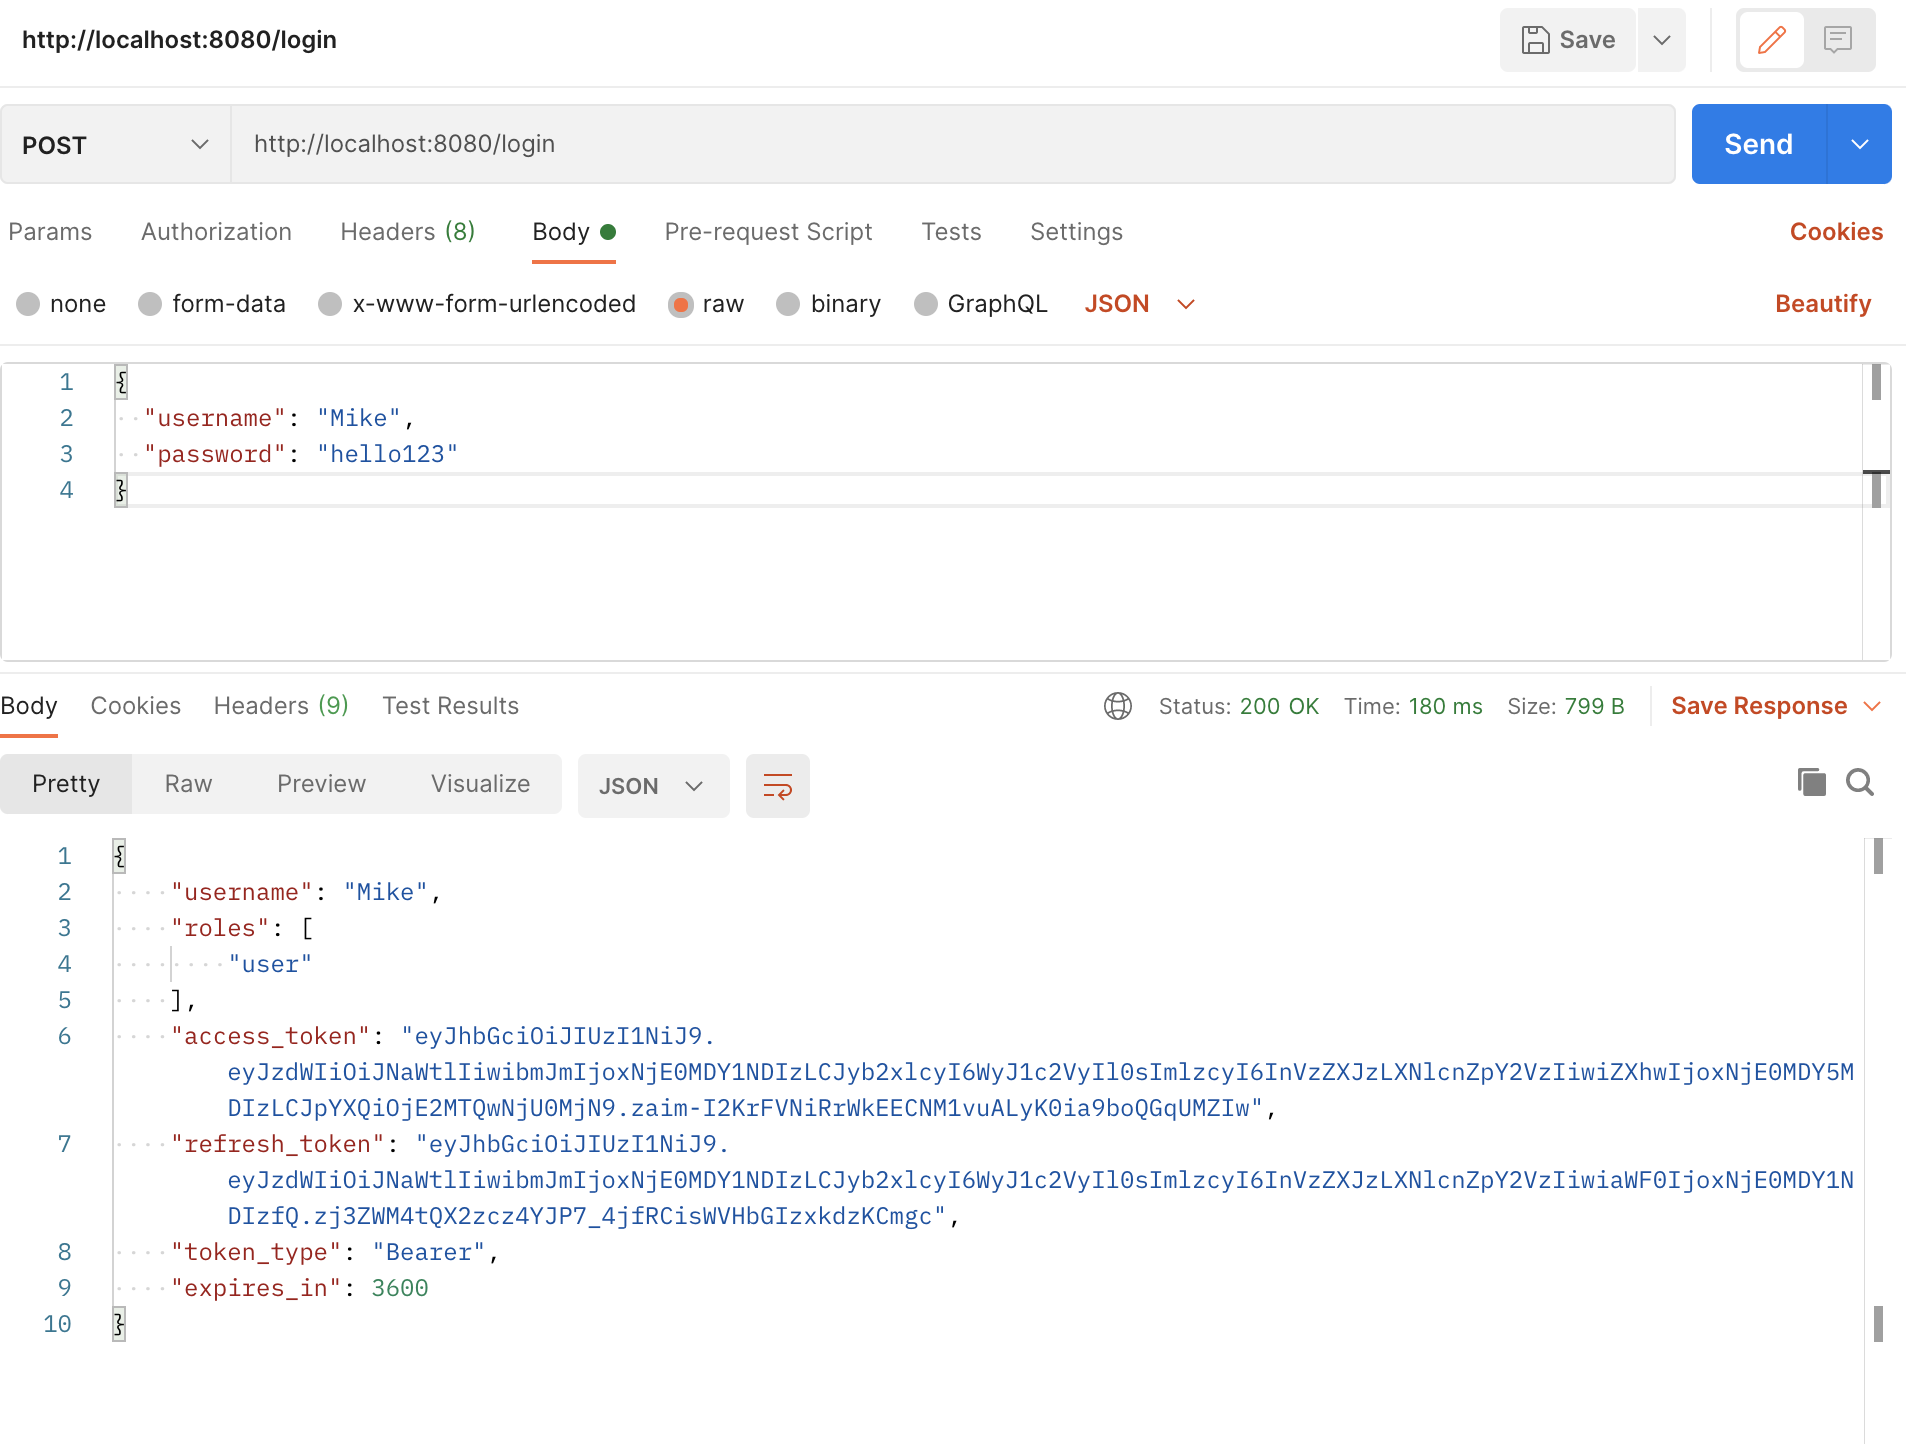 http://localhost:8080/login
Save
POST
http://localhost:8080/login
Send
Params Authorization Headers (8) Body Pre-request Script Tests Settings Cookies
none form-data x-www-form-urlencoded raw binary GraphQL JSON Beautify
1 {
2 "username": "Mike",
3 "password": "hello123"
4 }
Body Cookies Headers (9) Test Results Status: 200 OK Time: 180 ms Size: 799 B Save Response
Pretty Raw Preview Visualize JSON
1 {
2 "username": "Mike",
3 "roles": [
4 "user"
5 ],
6 "access_token": "eyJhbGciOiJIUzI1NiJ9.
eyJzdWIiOiJNaWtlIiwibmJmIjoxNjE0MDY1NDIzLCJyb2xlcyI6WyJ1c2VyIl0sImlzcyI6InVzZXJzLXNlcnZpY2VzIiwiZXhwIjoxNjE0MDY5M
DIzLCJpYXQiOjE2MTQwNjU0MjN9.zaim-I2KrFVNiRrWkEECNM1vuALyK0ia9boQGqUMZIw",
7 "refresh_token": "eyJhbGciOiJIUzI1NiJ9.
eyJzdWIiOiJNaWtlIiwibmJmIjoxNjE0MDY1NDIzLCJyb2xlcyI6WyJ1c2VyIl0sImlzcyI6InVzZXJzLXNlcnZpY2VzIiwiaWF0IjoxNjE0MDY1N
DIzfQ.zj3ZWM4tQX2zcz4YJP7_4jfRCisWVHbGIzxkdzKCmgc",
8 "token_type": "Bearer",
9 "expires_in": 3600
10 }